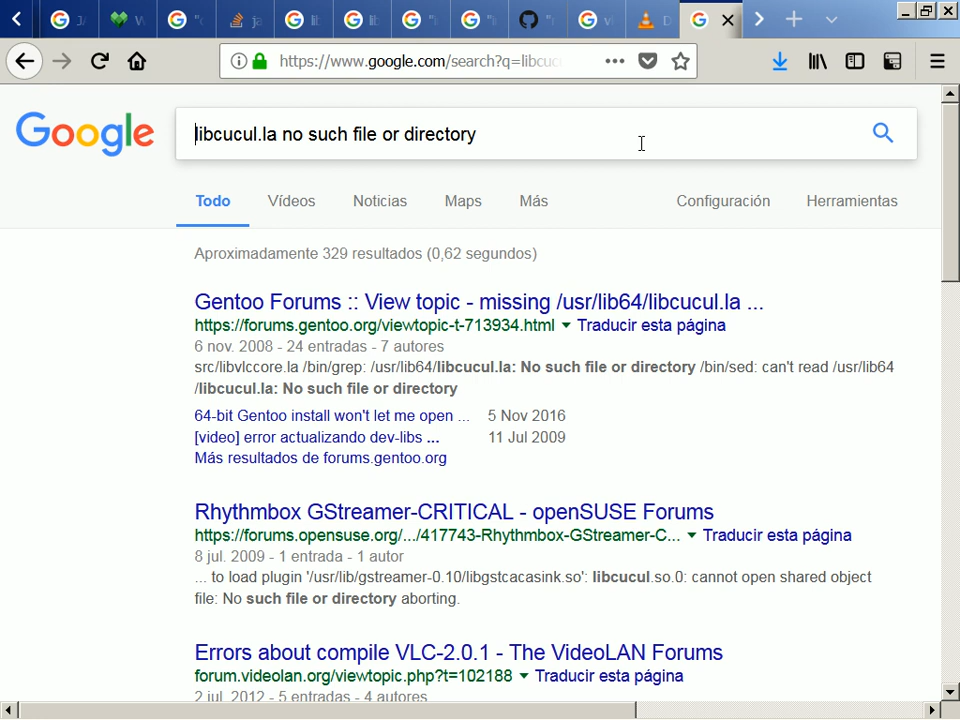 https://www.google.com/search?q=libcuc
Google
libcucul.la no such file or directory
Todo Vídeos Noticias Maps Más Configuración Herramientas
Aproximadamente 329 resultados (0,62 segundos)
Gentoo Forums :: View topic - missing /usr/lib64/libcucul.la ...
https://forums.gentoo.org/viewtopic-t-713934.html Traducir esta página
6 nov. 2008 - 24 entradas - 7 autores
src/libvlccore.la /bin/grep: /usr/lib64/libcucul.la: No such file or directory /bin/sed: can't read /usr/lib64
/libcucul.la: No such file or directory
64-bit Gentoo install won't let me open ... 5 Nov 2016
[video] error actualizando dev-libs ... 11 Jul 2009
Más resultados de forums.gentoo.org
Rhythmbox GStreamer-CRITICAL - openSUSE Forums
https://forums.opensuse.org/.../417743-Rhythmbox-GStreamer-C... Traducir esta página
8 jul. 2009 - 1 entrada - 1 autor
... to load plugin '/usr/lib/gstreamer-0.10/libgstcacasink.so': libcucul.so.0: cannot open shared object
file: No such file or directory aborting.
Errors about compile VLC-2.0.1 - The VideoLAN Forums
forum.videolan.org/viewtopic.php?t=102188 Traducir esta página
2 jul. 2012 - 5 entradas - 4 autores